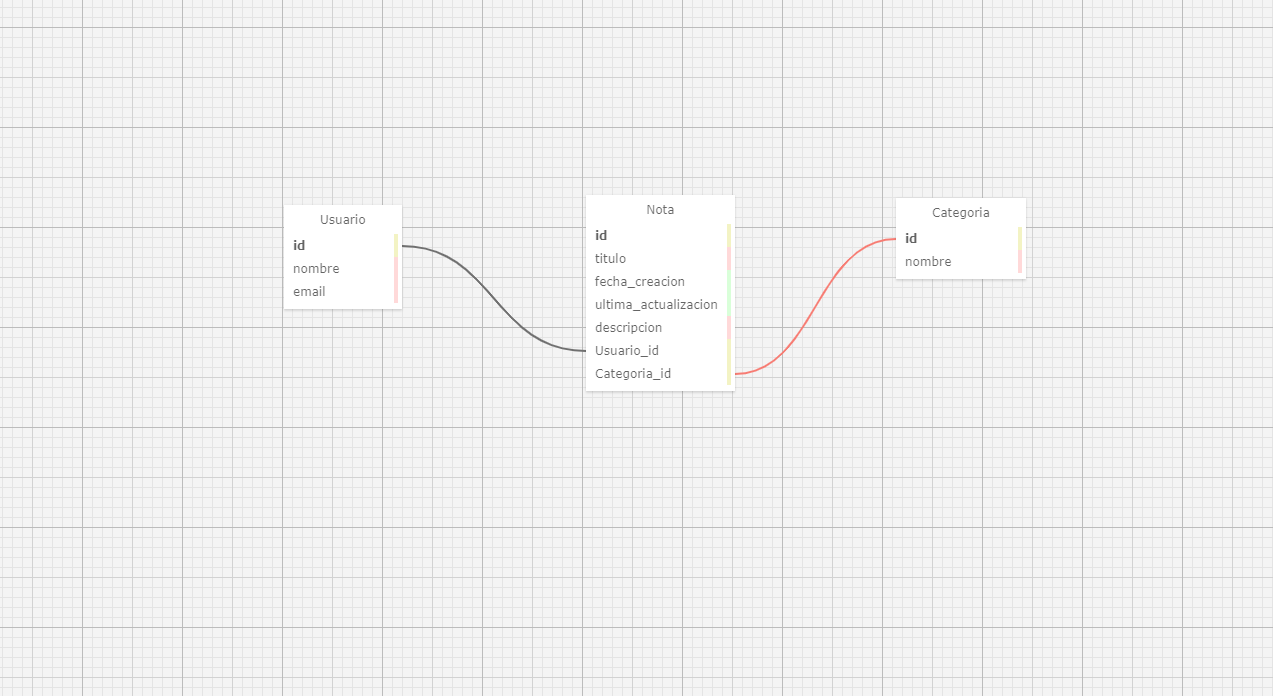 Usuario
id
nombre
email
Nota
id
titulo
fecha_creacion
ultima_actualizacion
descripcion
Usuario_id
Categoria_id
Categoria
id
nombre